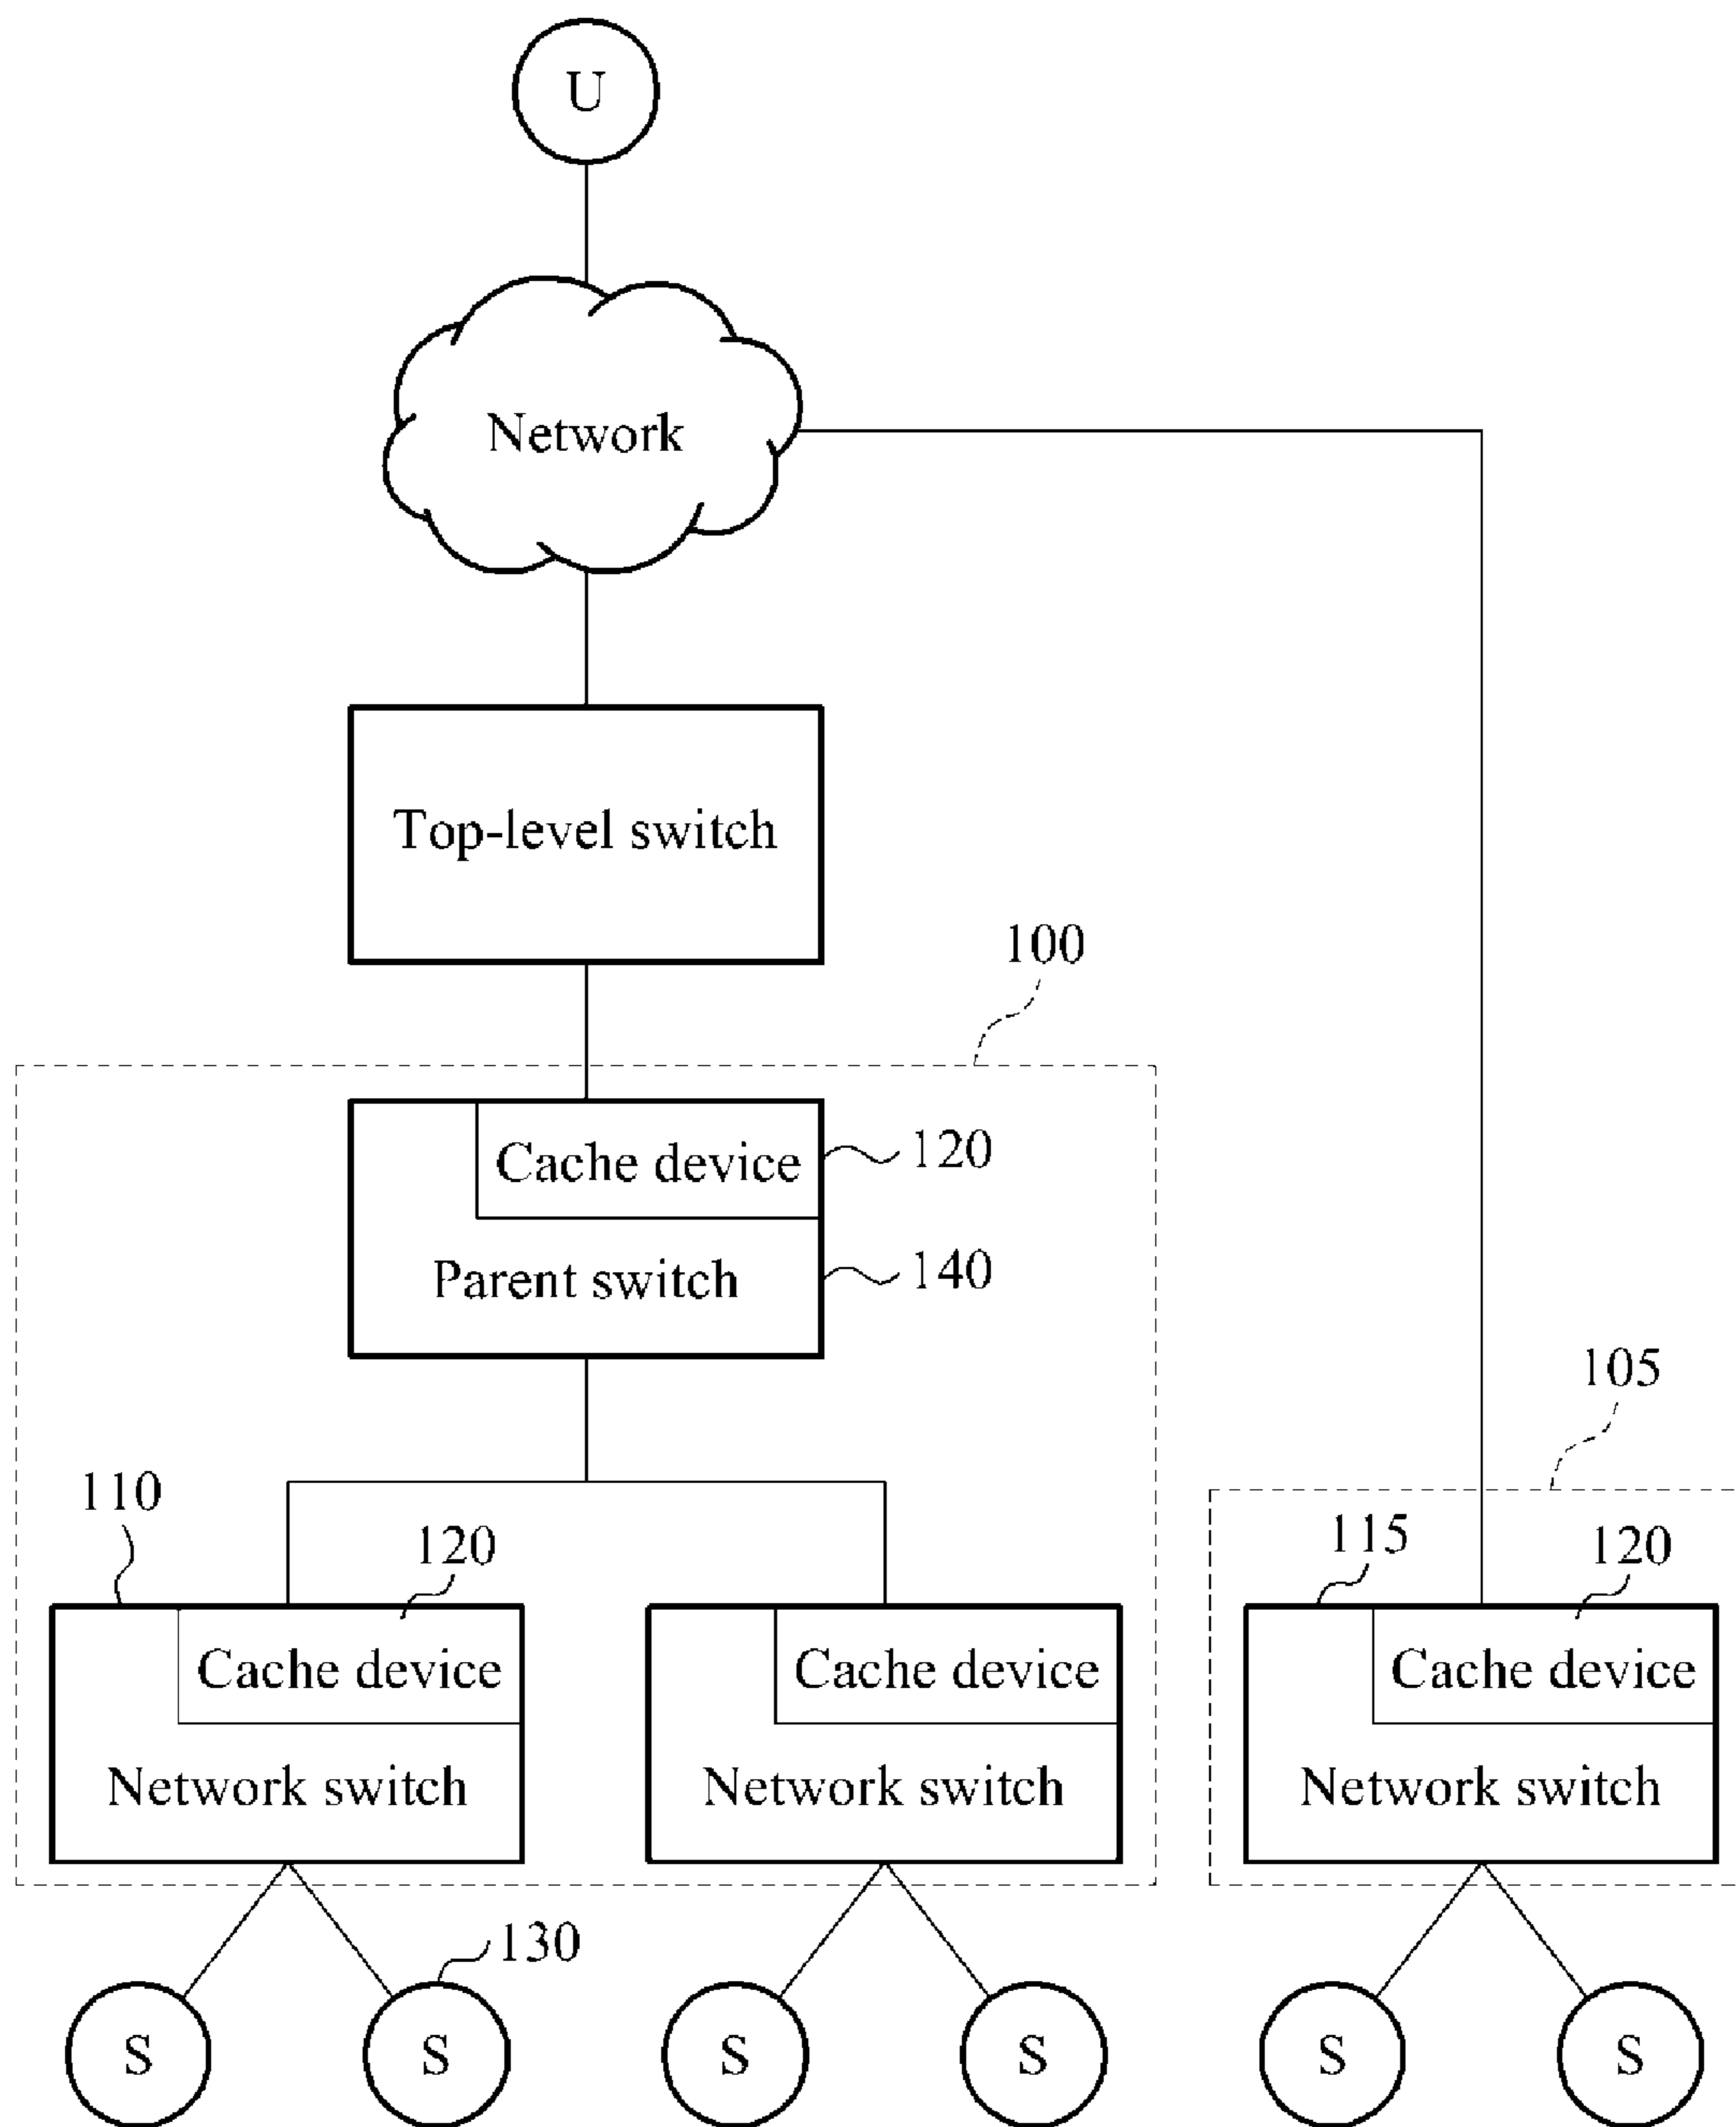 U
Network
Top-level switch
100
Cache device
120
Parent switch
140
105
110
120
115
120
Cache device
Cache device
Cache device
Network switch
Network switch
Network switch
130
S
S
S
S
S
S